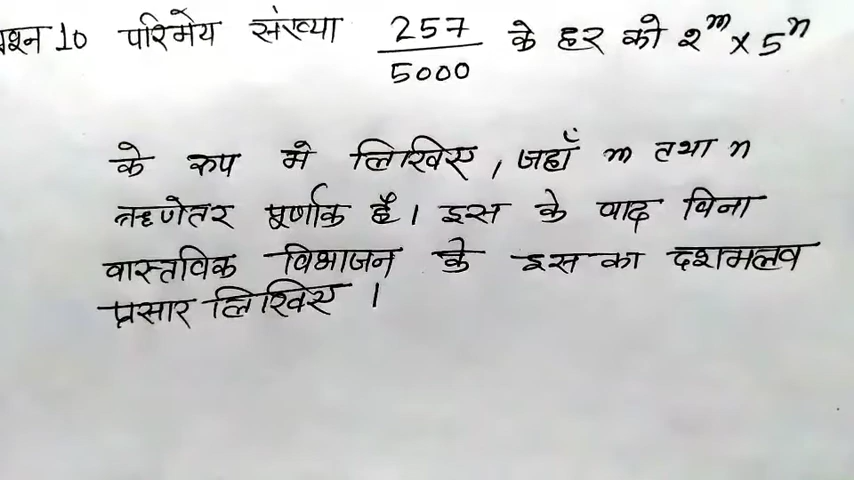 प्रश्न 10 परिमेय संख्या 257/5000 के हर को 2^m × 5^n
के रुप मे लिखिए, जहाँ m तथा n
ऋणेतर पूर्णांक है। इस के बाद बिना
वास्तविक विभाजन के इस का दशमलव
प्रसार लिखिए।